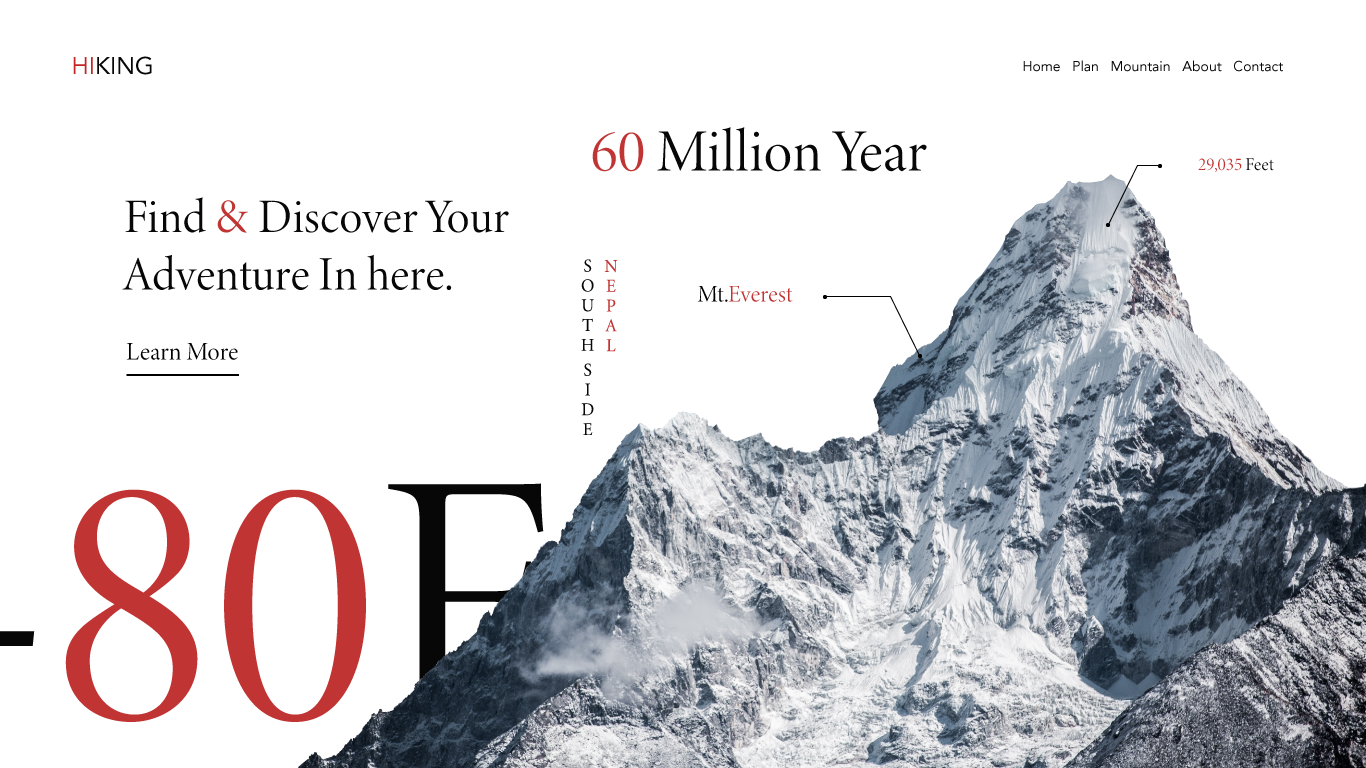 HIKING
Home Plan Mountain About Contact
60 Million Year
29,035 Feet
Find & Discover Your
Adventure In here.
SOUTH SIDE
NEPAL
Mt.Everest
Learn More
-80F